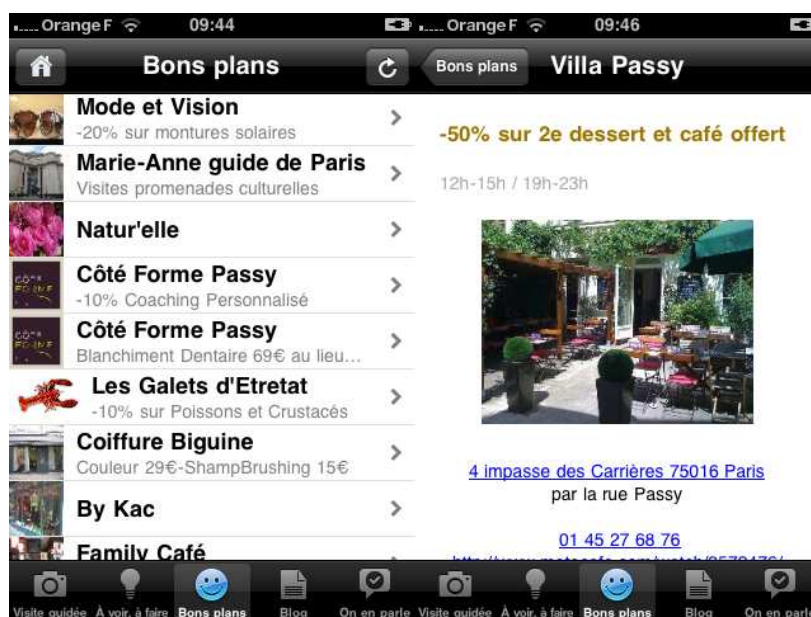 Orange F 09:44
Bons plans
Mode et Vision
-20% sur montures solaires
Marie-Anne guide de Paris
Visites promenades culturelles
Natur'elle
Côté Forme Passy
-10% Coaching Personnalisé
Côté Forme Passy
Blanchiment Dentaire 69€ au lieu...
Les Galets d'Etretat
-10% sur Poissons et Crustacés
Coiffure Biguine
Couleur 29€-ShampBrushing 15€
By Kac
Family Café
Visite guidée À voir, à faire Bons plans Blog On en parle
Orange F 09:46
Bons plans Villa Passy
-50% sur 2e dessert et café offert
12h-15h / 19h-23h
4 impasse des Carrières 75016 Paris
par la rue Passy
01 45 27 68 76
Visite guidée À voir, à faire Bons plans Blog On en parle